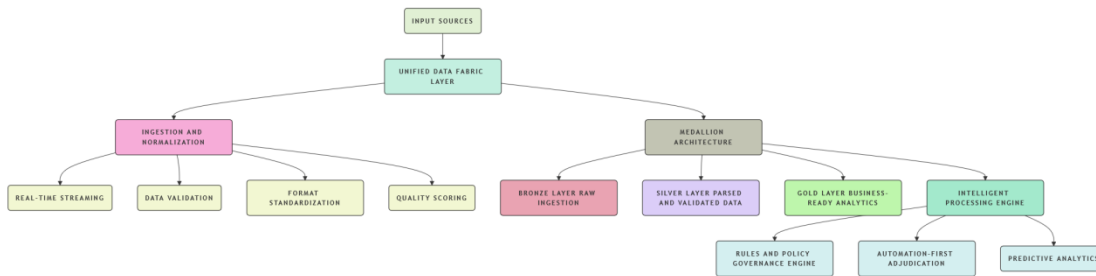 INPUT SOURCES
UNIFIED DATA FABRIC
LAYER
INGESTION AND
NORMALIZATION
MEDALLION
ARCHITECTURE
REAL-TIME STREAMING
DATA VALIDATION
FORMAT
STANDARDIZATION
QUALITY SCORING
BRONZE LAYER RAW
INGESTION
SILVER LAYER PARSED
AND VALIDATED DATA
GOLD LAYER BUSINESS-
READY ANALYTICS
INTELLIGENT
PROCESSING ENGINE
RULES AND POLICY
GOVERNANCE ENGINE
AUTOMATION-FIRST
ADJUDICATION
PREDICTIVE ANALYTICS